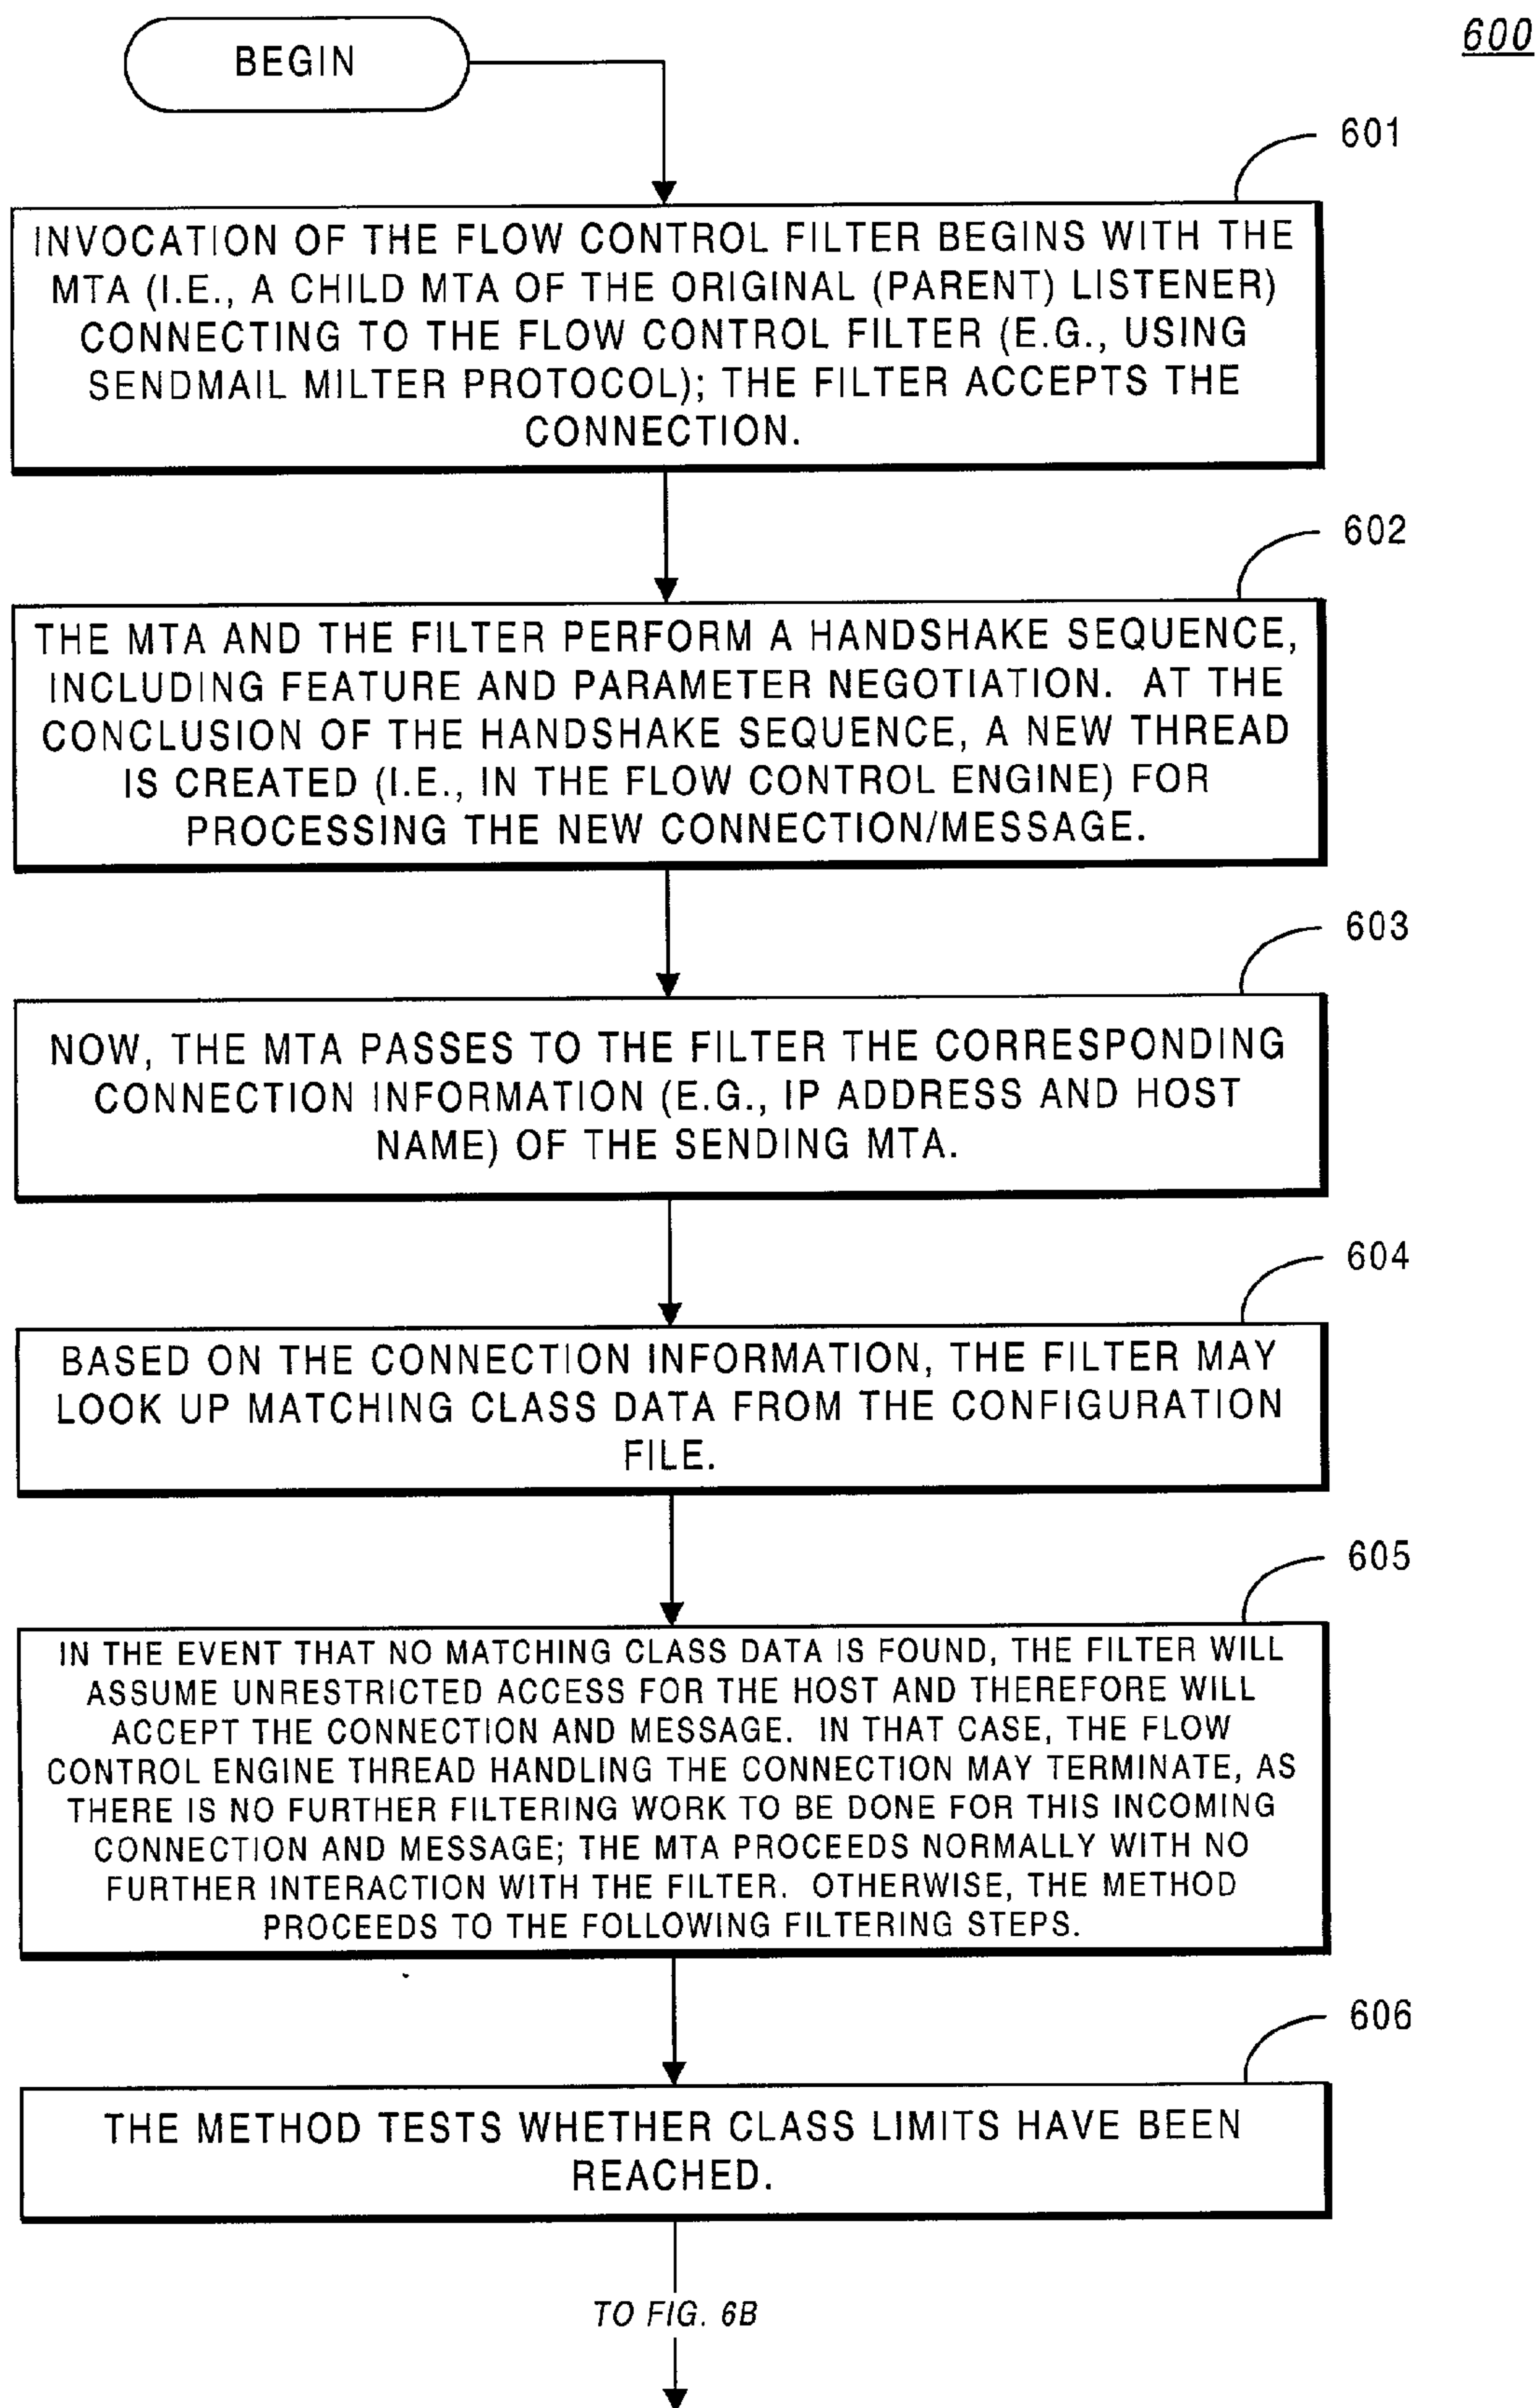 600
BEGIN
601
INVOCATION OF THE FLOW CONTROL FILTER BEGINS WITH THE
MTA (I.E., A CHILD MTA OF THE ORIGINAL (PARENT) LISTENER)
CONNECTING TO THE FLOW CONTROL FILTER (E.G., USING
SENDMAIL MILTER PROTOCOL); THE FILTER ACCEPTS THE
CONNECTION.
602
THE MTA AND THE FILTER PERFORM A HANDSHAKE SEQUENCE,
INCLUDING FEATURE AND PARAMETER NEGOTIATION. AT THE
CONCLUSION OF THE HANDSHAKE SEQUENCE, A NEW THREAD
IS CREATED (I.E., IN THE FLOW CONTROL ENGINE) FOR
PROCESSING THE NEW CONNECTION/MESSAGE.
603
NOW, THE MTA PASSES TO THE FILTER THE CORRESPONDING
CONNECTION INFORMATION (E.G., IP ADDRESS AND HOST
NAME) OF THE SENDING MTA.
604
BASED ON THE CONNECTION INFORMATION, THE FILTER MAY
LOOK UP MATCHING CLASS DATA FROM THE CONFIGURATION
FILE.
605
IN THE EVENT THAT NO MATCHING CLASS DATA IS FOUND, THE FILTER WILL
ASSUME UNRESTRICTED ACCESS FOR THE HOST AND THEREFORE WILL
ACCEPT THE CONNECTION AND MESSAGE. IN THAT CASE, THE FLOW
CONTROL ENGINE THREAD HANDLING THE CONNECTION MAY TERMINATE, AS
THERE IS NO FURTHER FILTERING WORK TO BE DONE FOR THIS INCOMING
CONNECTION AND MESSAGE; THE MTA PROCEEDS NORMALLY WITH NO
FURTHER INTERACTION WITH THE FILTER. OTHERWISE, THE METHOD
PROCEEDS TO THE FOLLOWING FILTERING STEPS.
606
THE METHOD TESTS WHETHER CLASS LIMITS HAVE BEEN
REACHED.
TO FIG. 6B